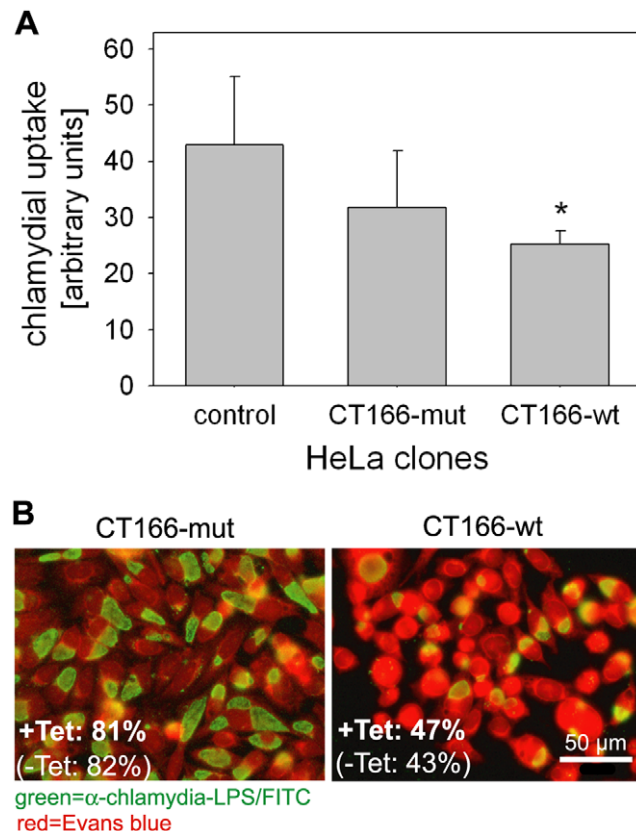 A
chlamydial uptake
[arbitrary units]
60
50
40
30
20
10
0
*
control CT166-mut CT166-wt
HeLa clones
B
CT166-mut CT166-wt
+Tet: 81%
(-Tet: 82%)
+Tet: 47%
(-Tet: 43%)
50 µm
green=α-chlamydia-LPS/FITC
red=Evans blue